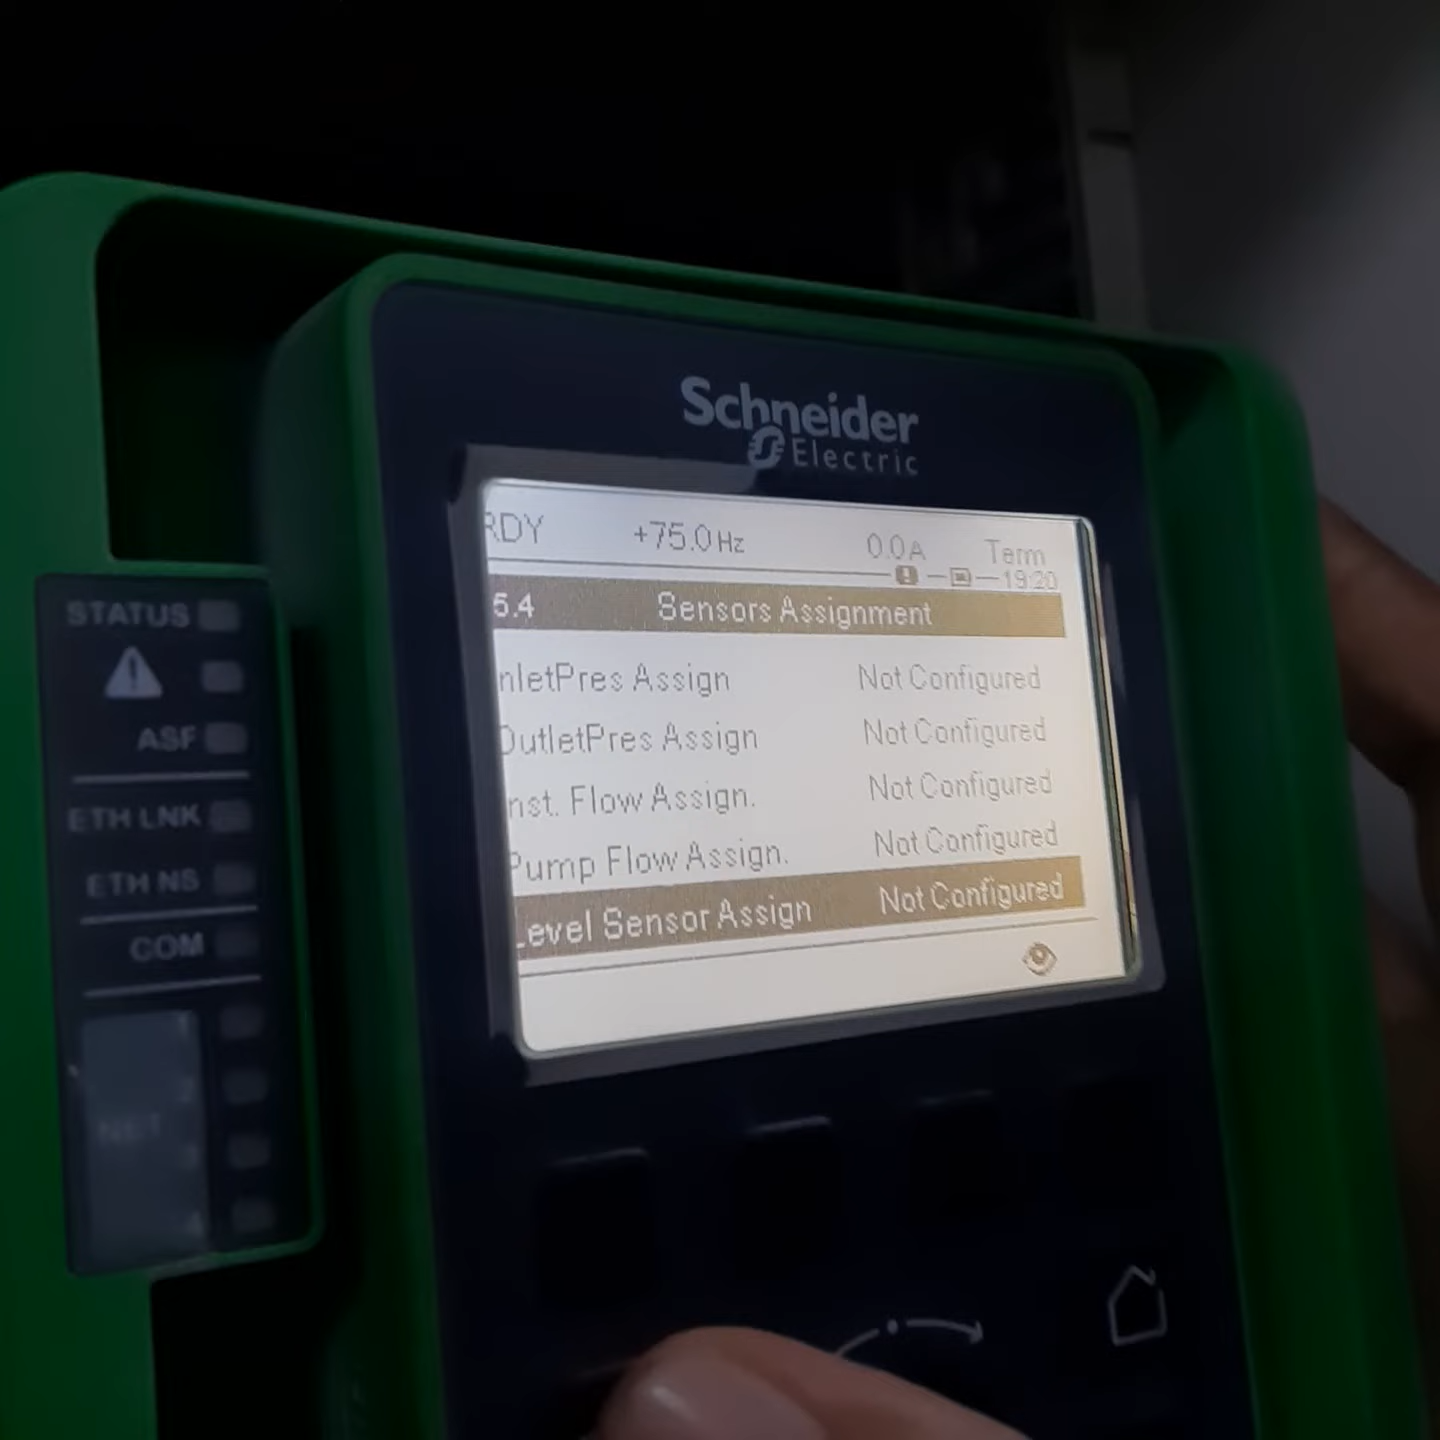 Schneider
Electric
RDY +75.0Hz 0.0A Term
19:20
5.4 Sensors Assignment
nletPres Assign Not Configured
OutletPres Assign Not Configured
nst. Flow Assign. Not Configured
Pump Flow Assign. Not Configured
Level Sensor Assign Not Configured
STATUS
ASF
ETH LNK
ETH NS
COM
NET
4